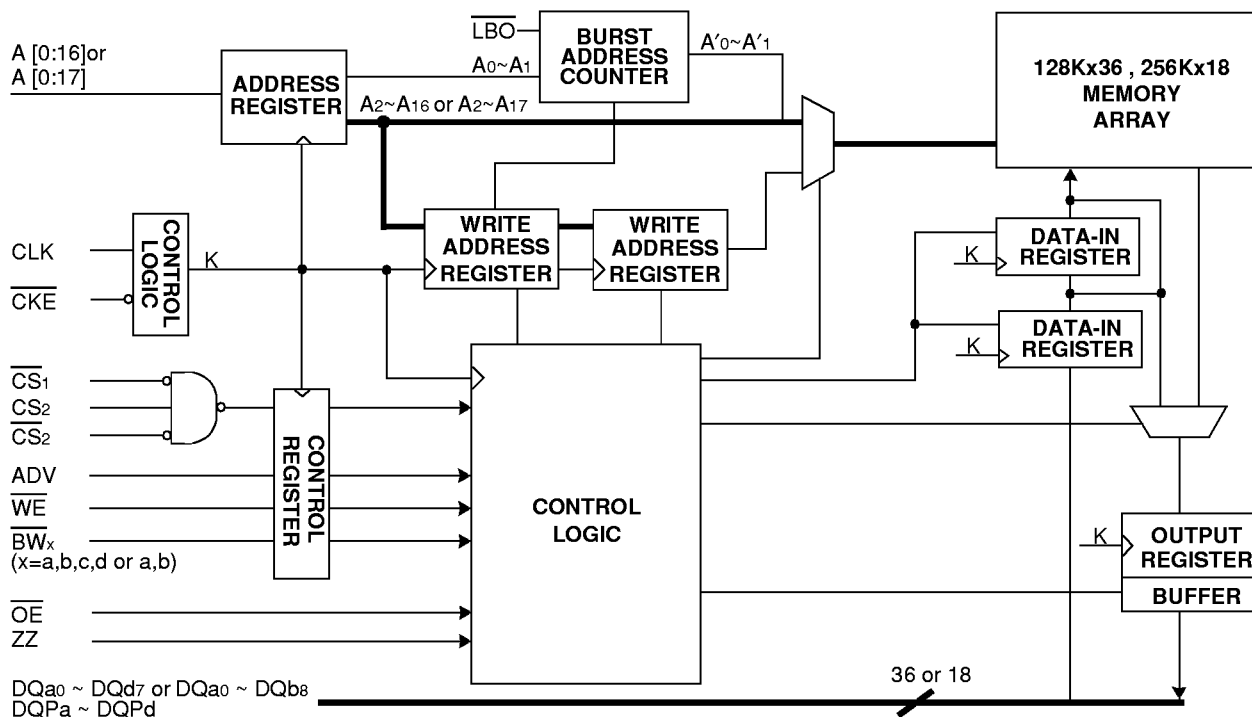 A [0:16]or
A [0:17]
ADDRESS
REGISTER
LBO
A0~A1
BURST
ADDRESS
COUNTER
A′0~A′1
A2~A16 or A2~A17
128Kx36 , 256Kx18
MEMORY
ARRAY
CLK
CKE
CONTROL
LOGIC
K
WRITE
ADDRESS
REGISTER
WRITE
ADDRESS
REGISTER
K
DATA-IN
REGISTER
K
DATA-IN
REGISTER
CS1
CS2
CS2
ADV
WE
BWx
(x=a,b,c,d or a,b)
CONTROL
REGISTER
CONTROL
LOGIC
K
OUTPUT
REGISTER
BUFFER
OE
ZZ
DQa0 ~ DQd7 or DQa0 ~ DQb8
DQPa ~ DQPd
36 or 18